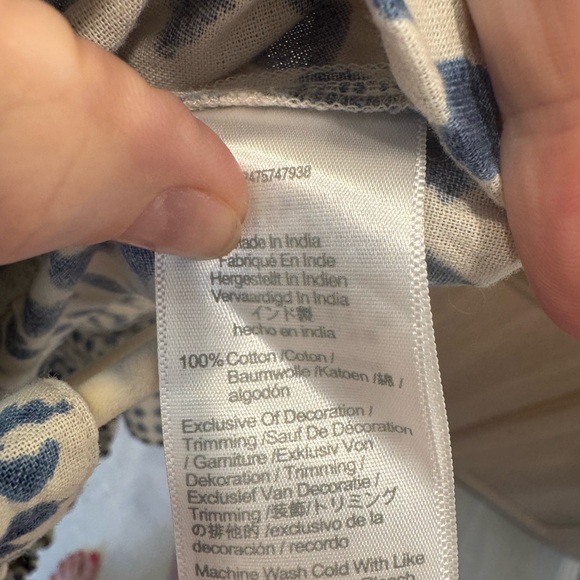 475747938
Made In India
Fabriqué En Inde
Hergestellt In Indien
Vervaardigd In India
インド製
hecho en india
100% Cotton /Coton /
Baumwolle /Katoen /綿 /
algodón
Exclusive Of Decoration /
Trimming /Sauf De Décoration
/ Garniture /Exklusiv Von
Dekoration / Trimming /
Exclusief Van Decoratie /
Trimming /装飾/トリミング
の排他的 /exclusivo de la
decoración / recordo
Machine Wash Cold With Like